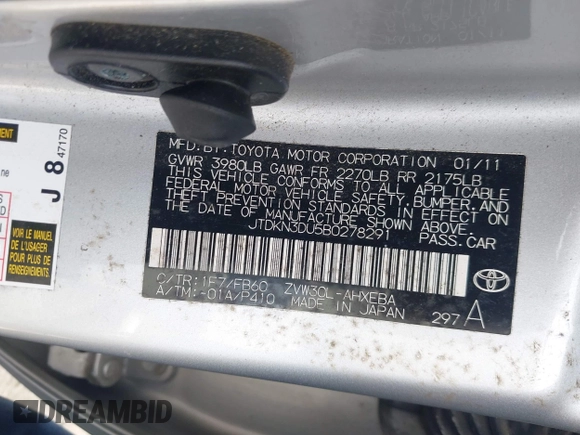 EMENT
J 8
47170
ne
S
D
VOIR LE MANUEL
DE L'USAGER
POUR PLUS DE
RENSEIGNEMENTS
MFD.BY:TOYOTA MOTOR CORPORATION 01/11
GVWR 3980LB GAWR FR 2270LB RR 2175LB
THIS VEHICLE CONFORMS TO ALL APPLICABLE
FEDERAL MOTOR VEHICLE SAFETY,BUMPER,AND
THEFT PREVENTION STANDARDS IN EFFECT ON
THE DATE OF MANUFACTURE SHOWN ABOVE.
JTDKN3DU5B0278291 PASS.CAR
C/TR:1F7/FB60 ZVW30L-AHXEBA
A/TM:-01A/P410 MADE IN JAPAN
TOYOTA
297 A
DREAMBID